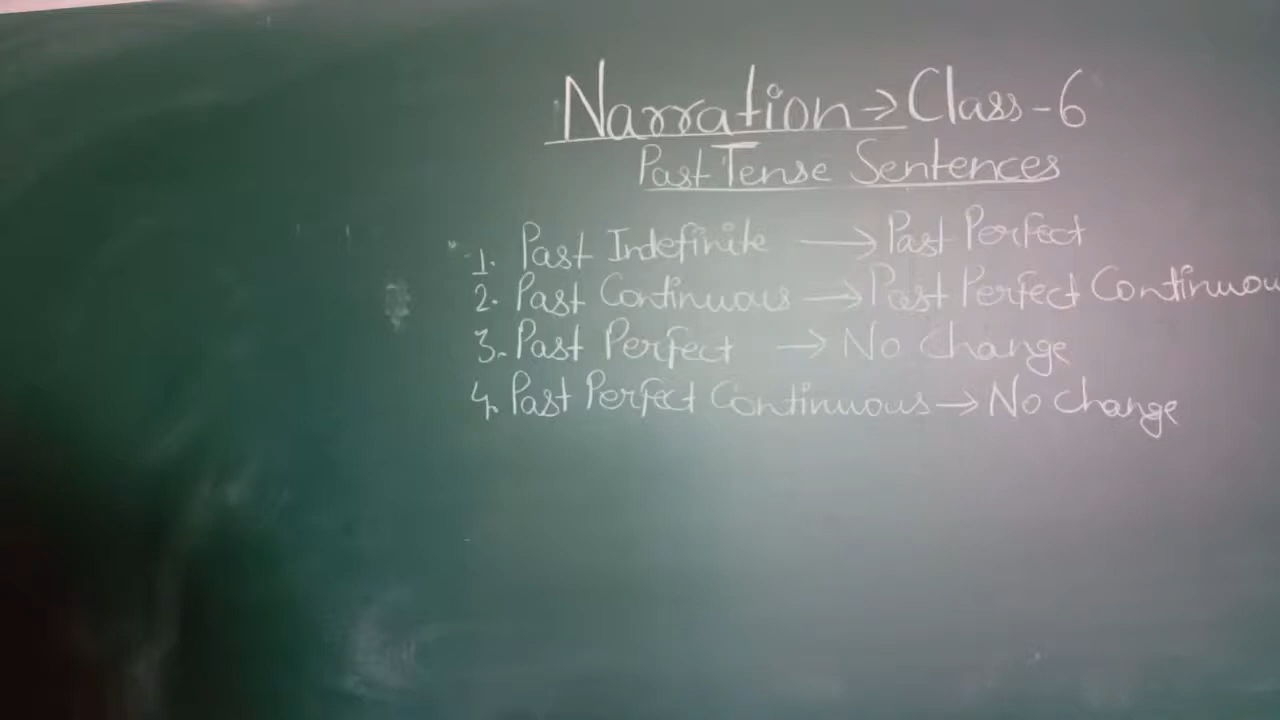 Narration → Class-6
Past Tense Sentences
1. Past Indefinite → Past Perfect
2. Past Continuous → Past Perfect Continuou
3. Past Perfect → No Change
4. Past Perfect Continuous → No change